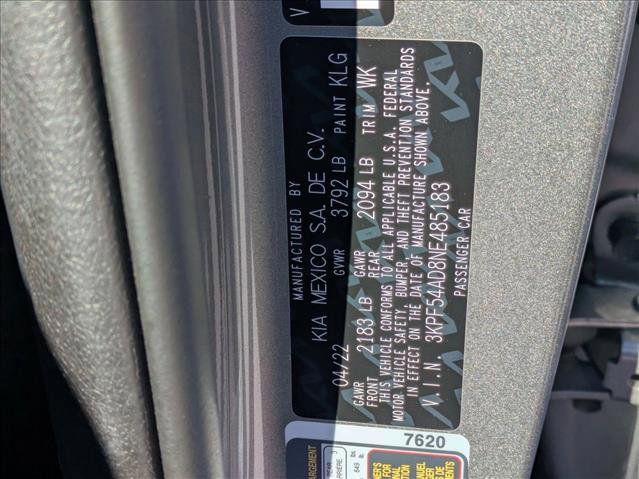 MANUFACTURED BY
KIA MEXICO S.A. DE C.V.
04/22 GVWR 3792 LB PAINT KLG
GAWR FRONT 2183 LB GAWR REAR 2094 LB TRIM WK
THIS VEHICLE CONFORMS TO ALL APPLICABLE U.S.A. FEDERAL
MOTOR VEHICLE SAFETY, BUMPER, AND THEFT PREVENTION STANDARDS
IN EFFECT ON THE DATE OF MANUFACTURE SHOWN ABOVE.
V.I.N. 3KPF54AD8NE485183
PASSENGER CAR
V
7620